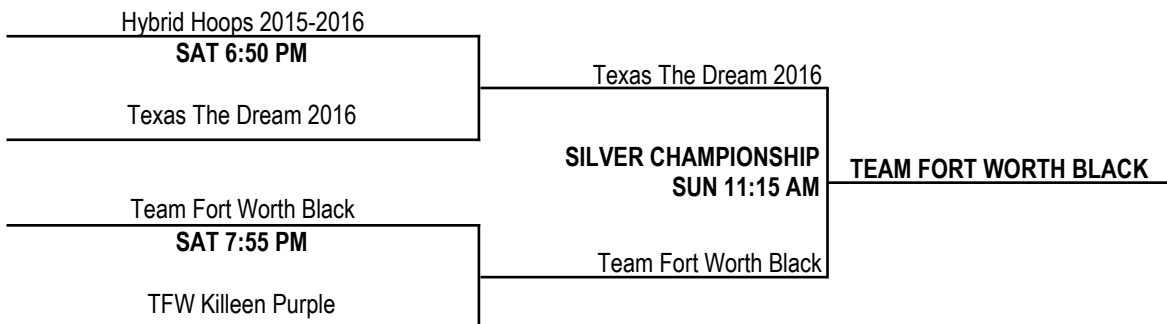 Hybrid Hoops 2015-2016
SAT 6:50 PM
Texas The Dream 2016
Texas The Dream 2016
SILVER CHAMPIONSHIP
SUN 11:15 AM
TEAM FORT WORTH BLACK
Team Fort Worth Black
SAT 7:55 PM
Team Fort Worth Black
TFW Killeen Purple